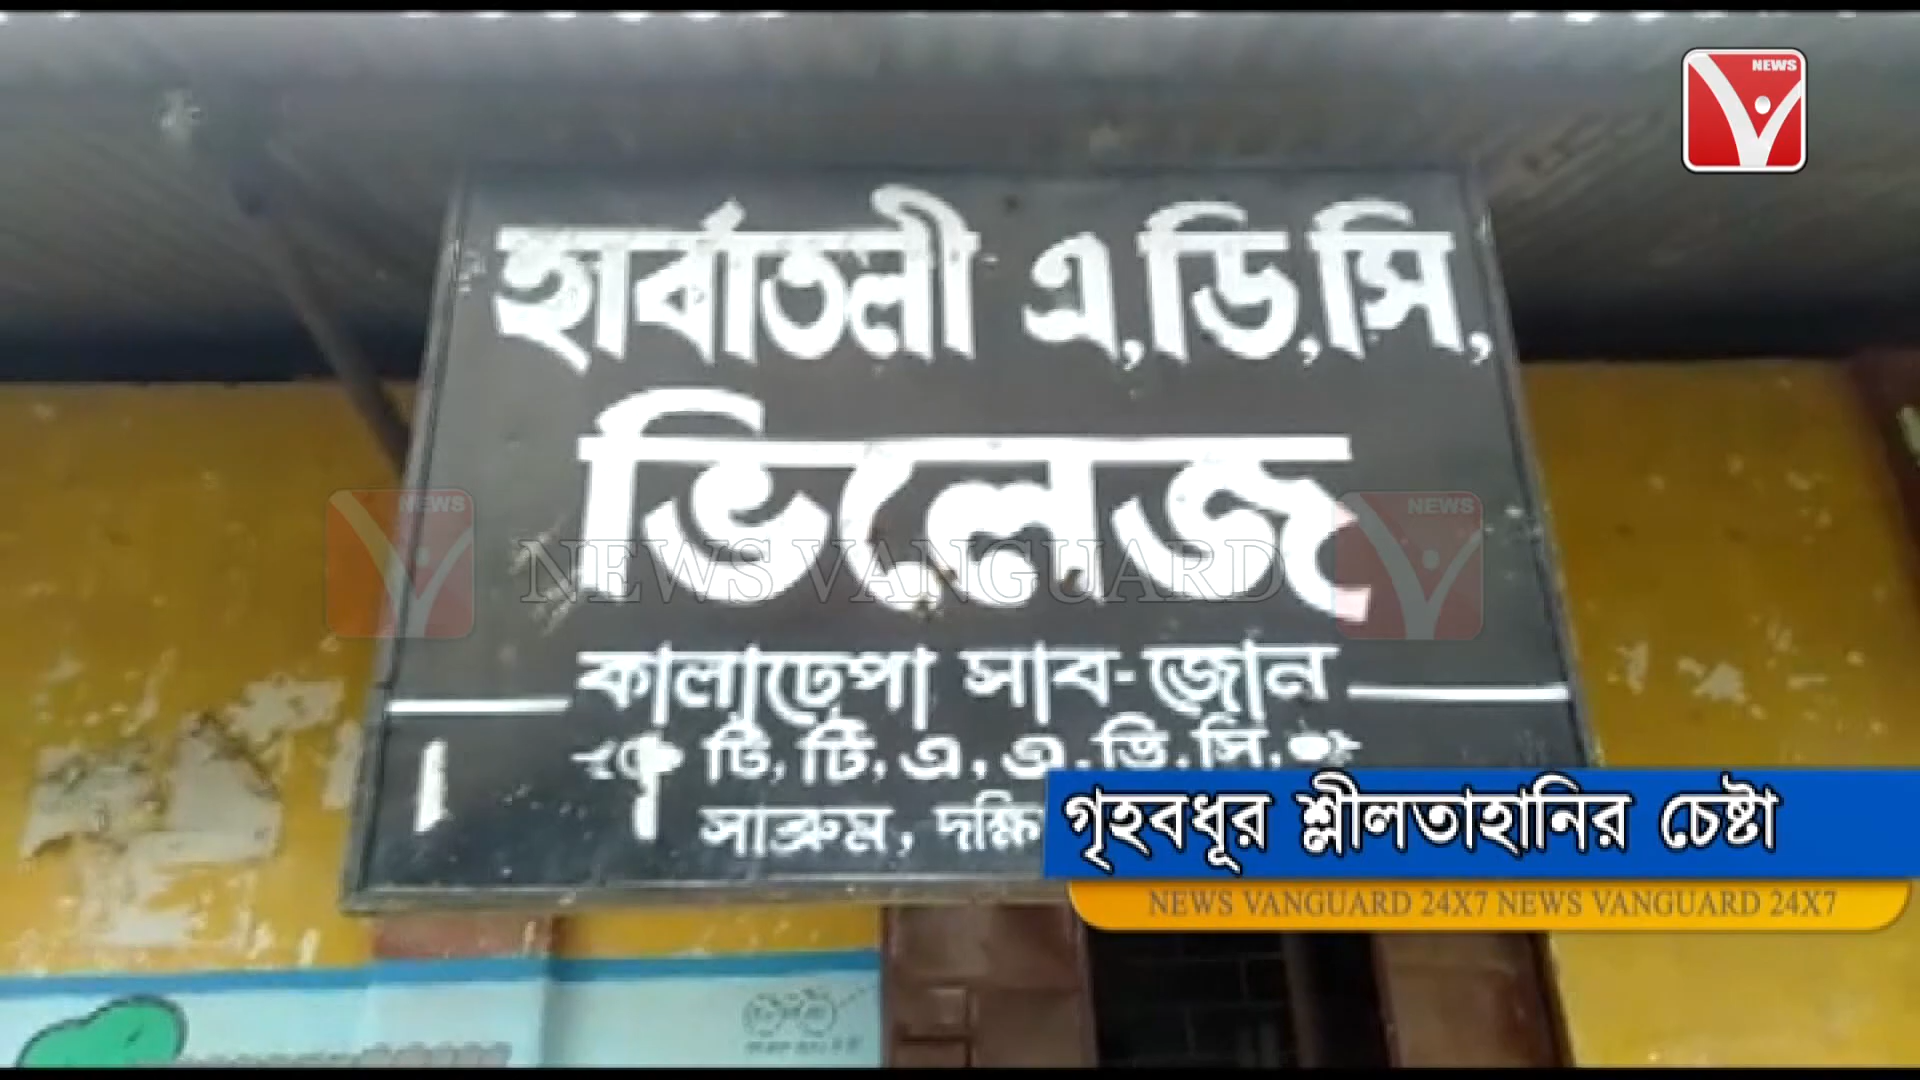 NEWS
হার্বাতলী এ,ডি,সি,
ভিলেজ
NEWS
NEWS VANGUARD
NEWS
কালাঢেপা সাব-জোন
টি, টি, এ, এ, ডি, সি,
সাব্রুম, দক্ষি
গৃহবধূর শ্লীলতাহানির চেষ্টা
NEWS VANGUARD 24X7 NEWS VANGUARD 24X7